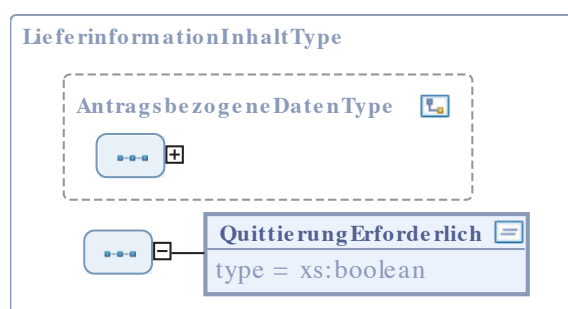 LieferinformationInhaltType
AntragsbezogeneDatenType
QuittierungErforderlich
type = xs:boolean